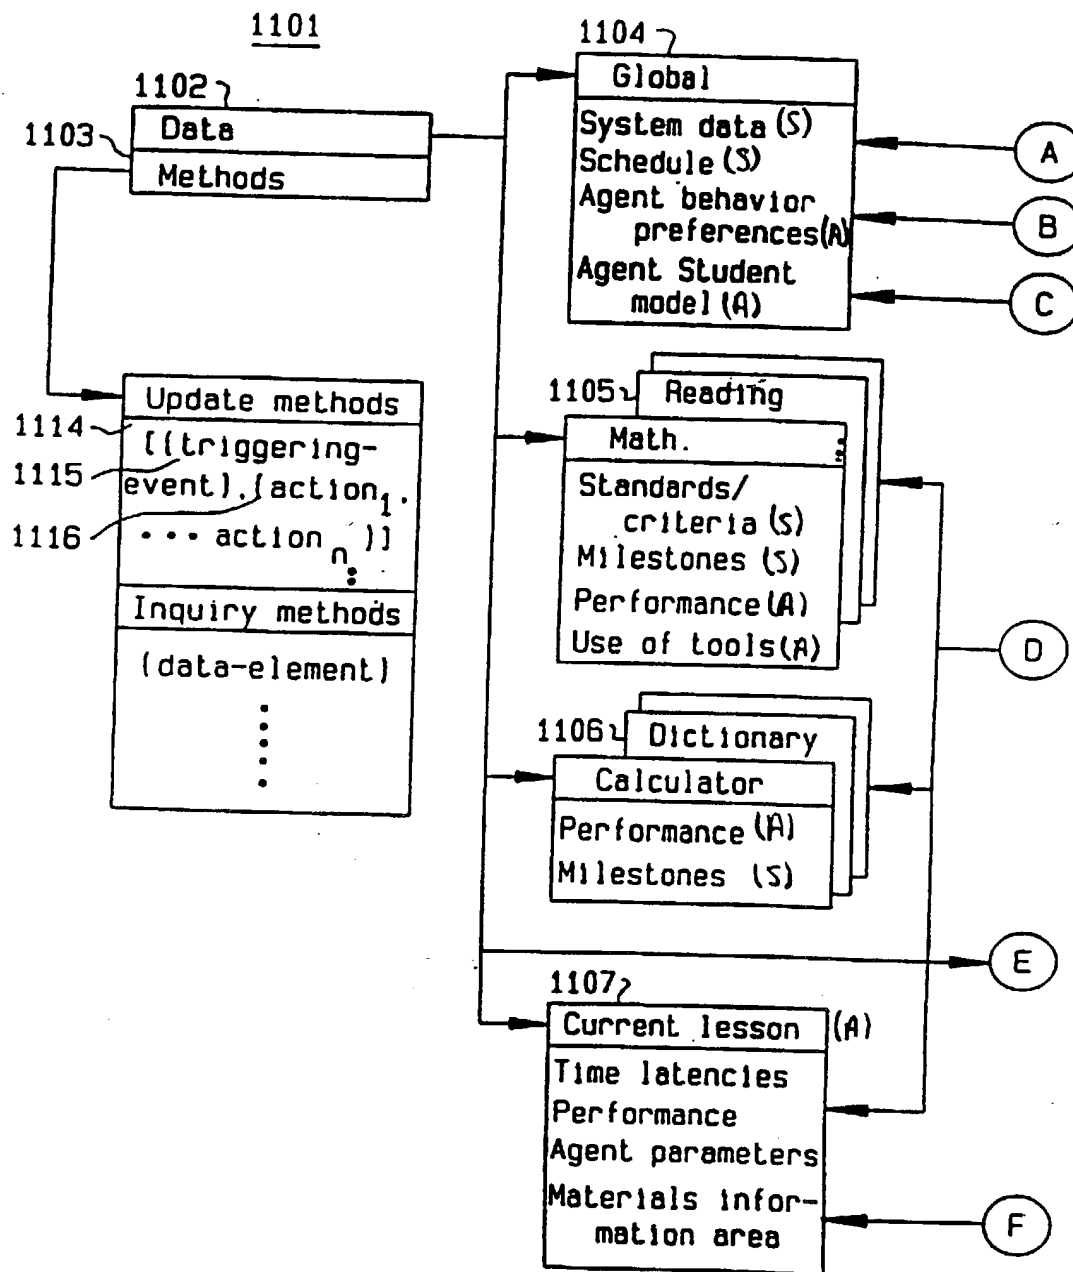 1101
1102
Data
1103
Methods
1104
Global
System data (S)
Schedule (S)
Agent behavior
preferences (A)
Agent Student
model (A)
A
B
C
Update methods
1114
[(triggering-
1115
event), (action1,
1116
... action n )]
Inquiry methods
(data-element)
1105
Reading
Math.
Standards/
criteria (S)
Milestones (S)
Performance (A)
Use of tools (A)
D
1106
Dictionary
Calculator
Performance (A)
Milestones (S)
E
1107
Current lesson (A)
Time latencies
Performance
Agent parameters
Materials infor-
mation area
F